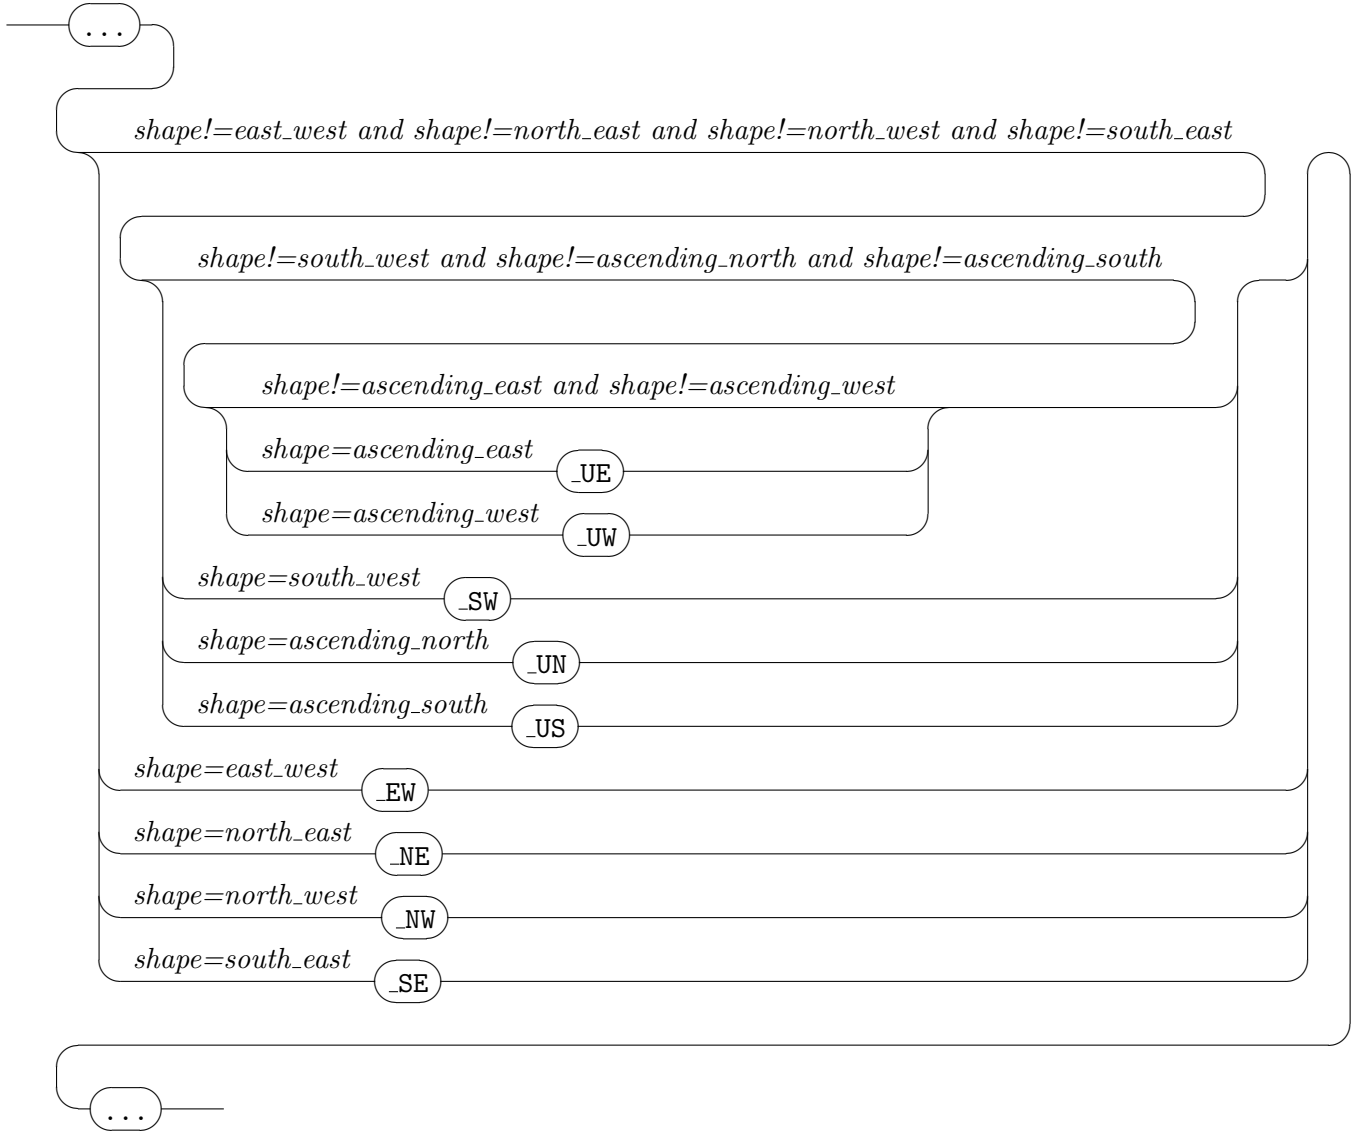 ...
shape!=east_west and shape!=north_east and shape!=north_west and shape!=south_east
shape!=south_west and shape!=ascending_north and shape!=ascending_south
shape!=ascending_east and shape!=ascending_west
shape=ascending_east _UE
shape=ascending_west _UW
shape=south_west _SW
shape=ascending_north _UN
shape=ascending_south _US
shape=east_west _EW
shape=north_east _NE
shape=north_west _NW
shape=south_east _SE
...